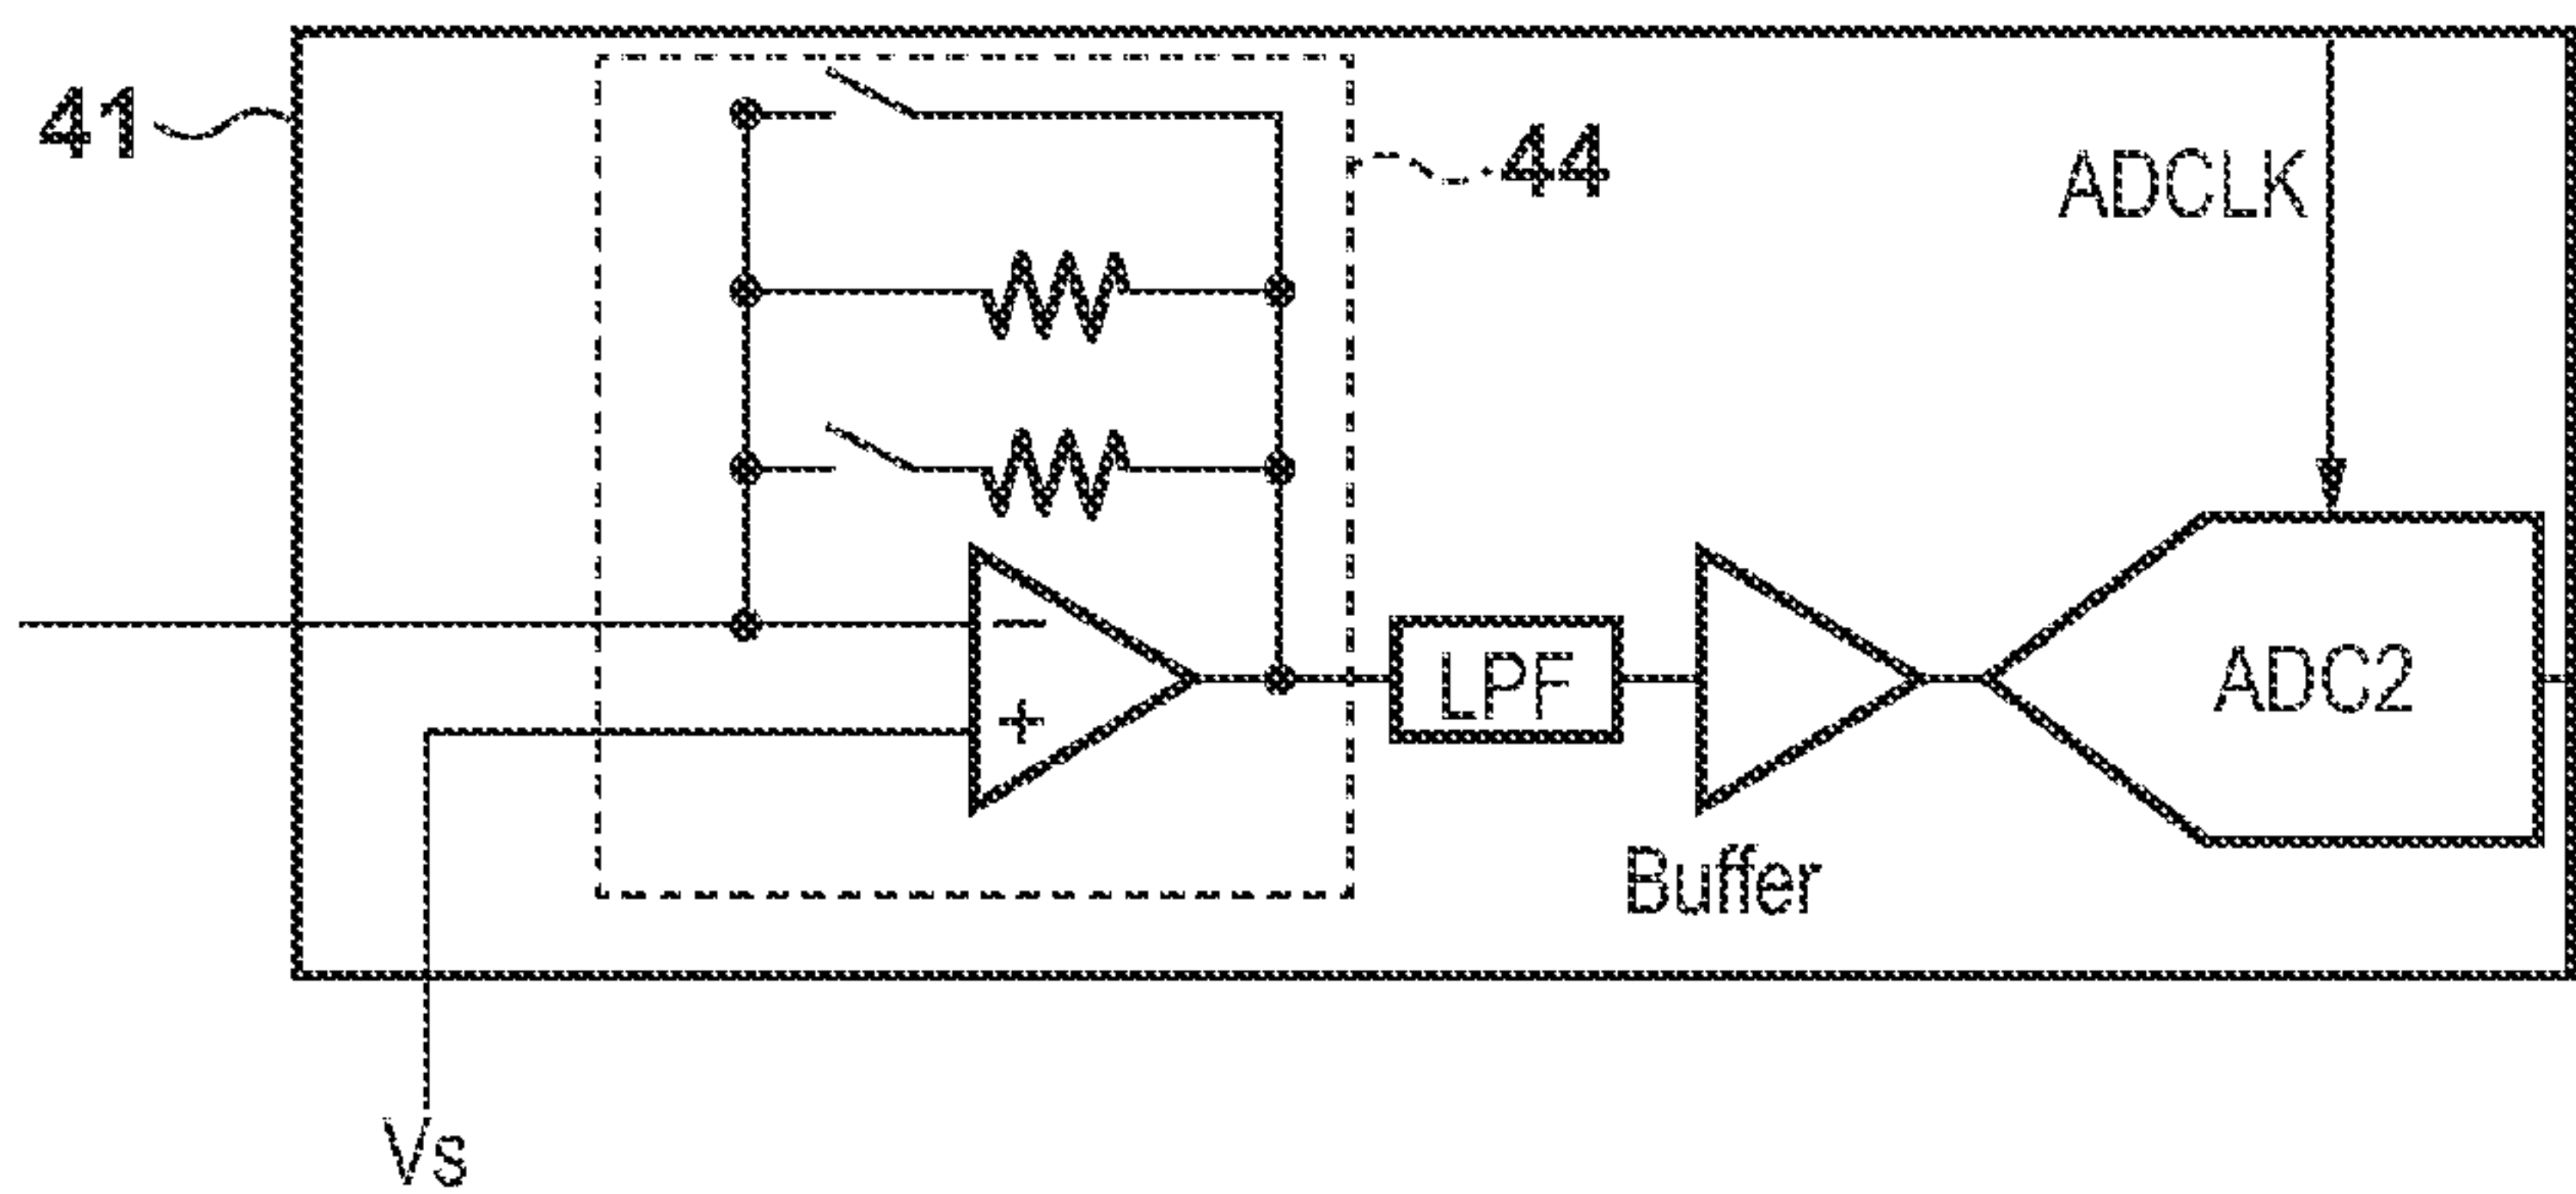 41
44
ADCLK
−
+
LPF
ADC2
Buffer
Vs